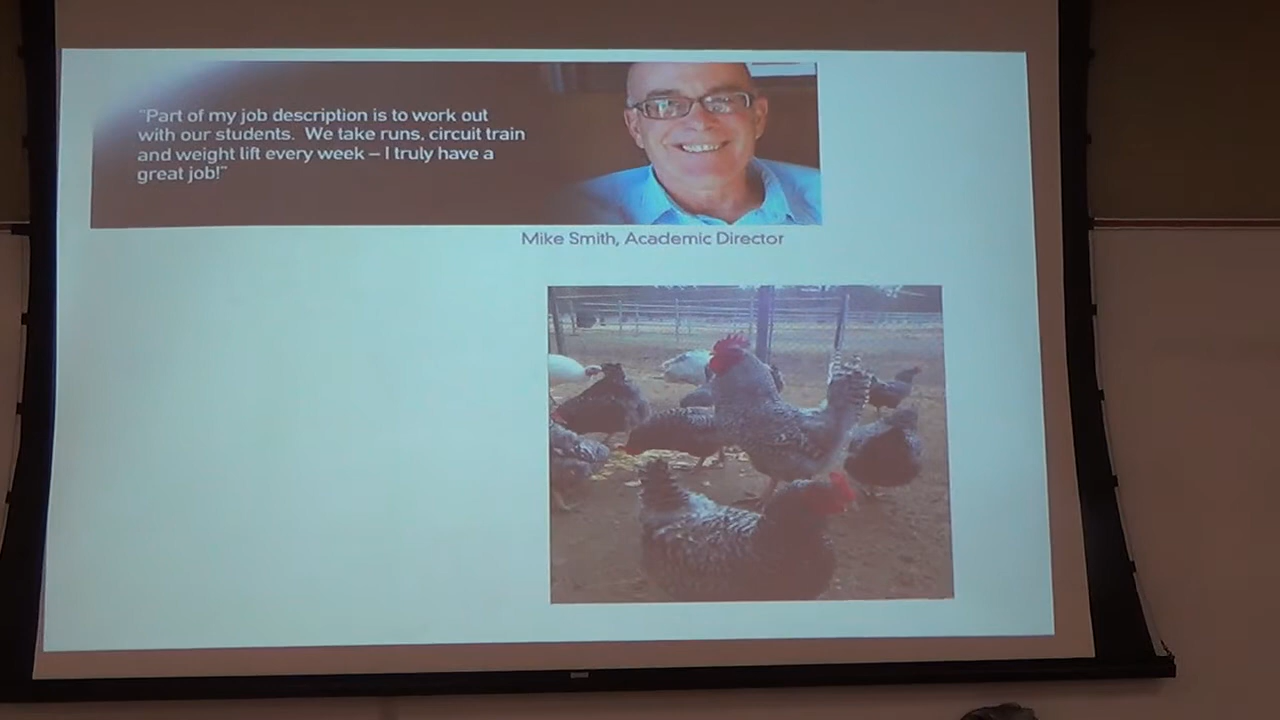 "Part of my job description is to work out
with our students. We take runs, circuit train
and weight lift every week – I truly have a
great job!"
Mike Smith, Academic Director